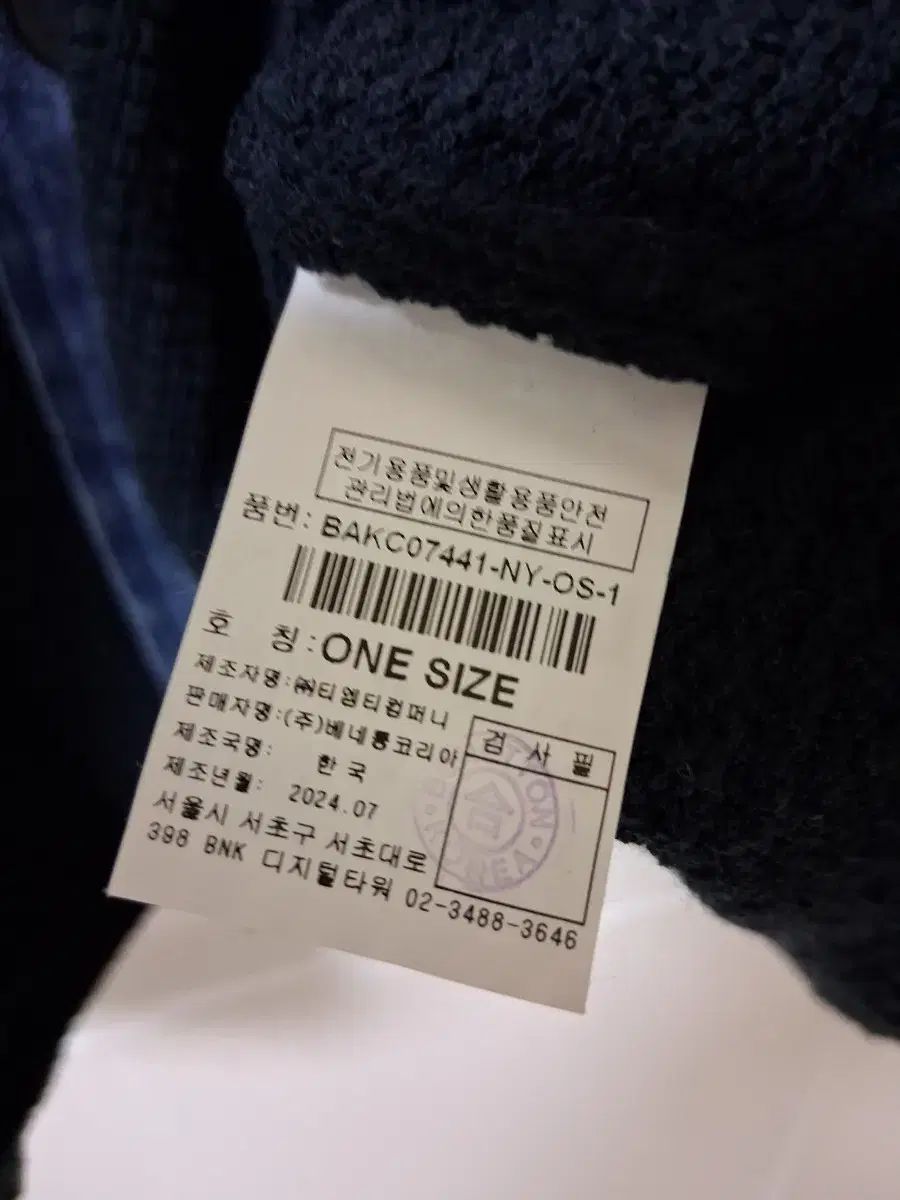 전기용품및생활용품안전
관리법에의한품질표시
품번: BAKC07441-NY-OS-1
호 칭:ONE SIZE
제조자명:㈜티엠티컴퍼니
판매자명:(주)베네통코리아
제조국명: 한국
제조년월: 2024.07
서울시 서초구 서초대로
398 BNK 디지털타워 02-3488-3646
검 사 필
合